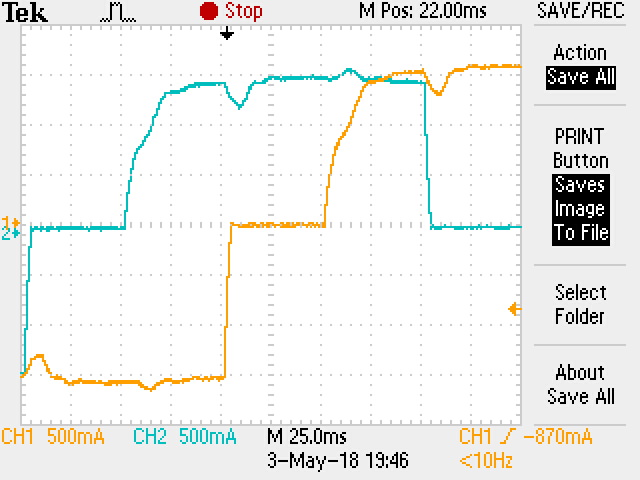 Tek Stop M Pos: 22.00ms SAVE/REC
Action
Save All
PRINT
Button
Saves
Image
To File
Select
Folder
About
Save All
1
2
CH1 500mA CH2 500mA M 25.0ms CH1 -870mA
3-May-18 19:46 <10Hz